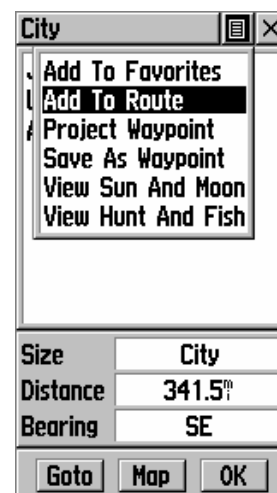 City
Add To Favorites
Add To Route
Project Waypoint
Save As Waypoint
View Sun And Moon
View Hunt And Fish
Size City
Distance 341.5m
Bearing SE
Goto Map OK